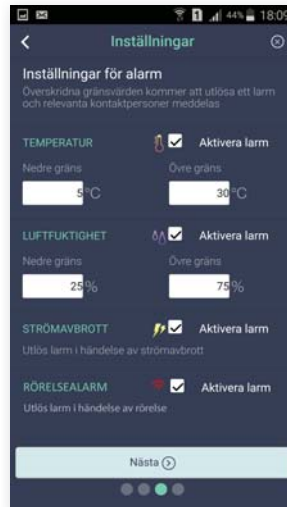 1 44% 18:09
Inställningar
Inställningar för alarm
Överskridna gränsvärden kommer att utlösa ett larm
och relevanta kontaktpersoner meddelas
TEMPERATUR Aktivera larm
Nedre gräns Övre gräns
5 °C 30 °C
LUFTFUKTIGHET Aktivera larm
Nedre gräns Övre gräns
25 % 75 %
STRÖMAVBROTT Aktivera larm
Utlös larm i händelse av strömavbrott
RÖRELSEALARM Aktivera larm
Utlös larm i händelse av rörelse
Nästa